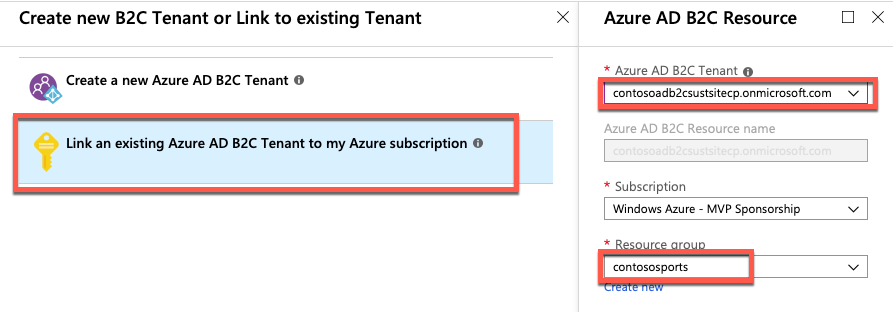 Create new B2C Tenant or Link to existing Tenant
Create a new Azure AD B2C Tenant
Link an existing Azure AD B2C Tenant to my Azure subscription
Azure AD B2C Resource
* Azure AD B2C Tenant
contosoadb2csustsitecp.onmicrosoft.com
Azure AD B2C Resource name
contosoadb2csustsitecp.onmicrosoft.com
* Subscription
Windows Azure - MVP Sponsorship
* Resource group
contososports
Create new